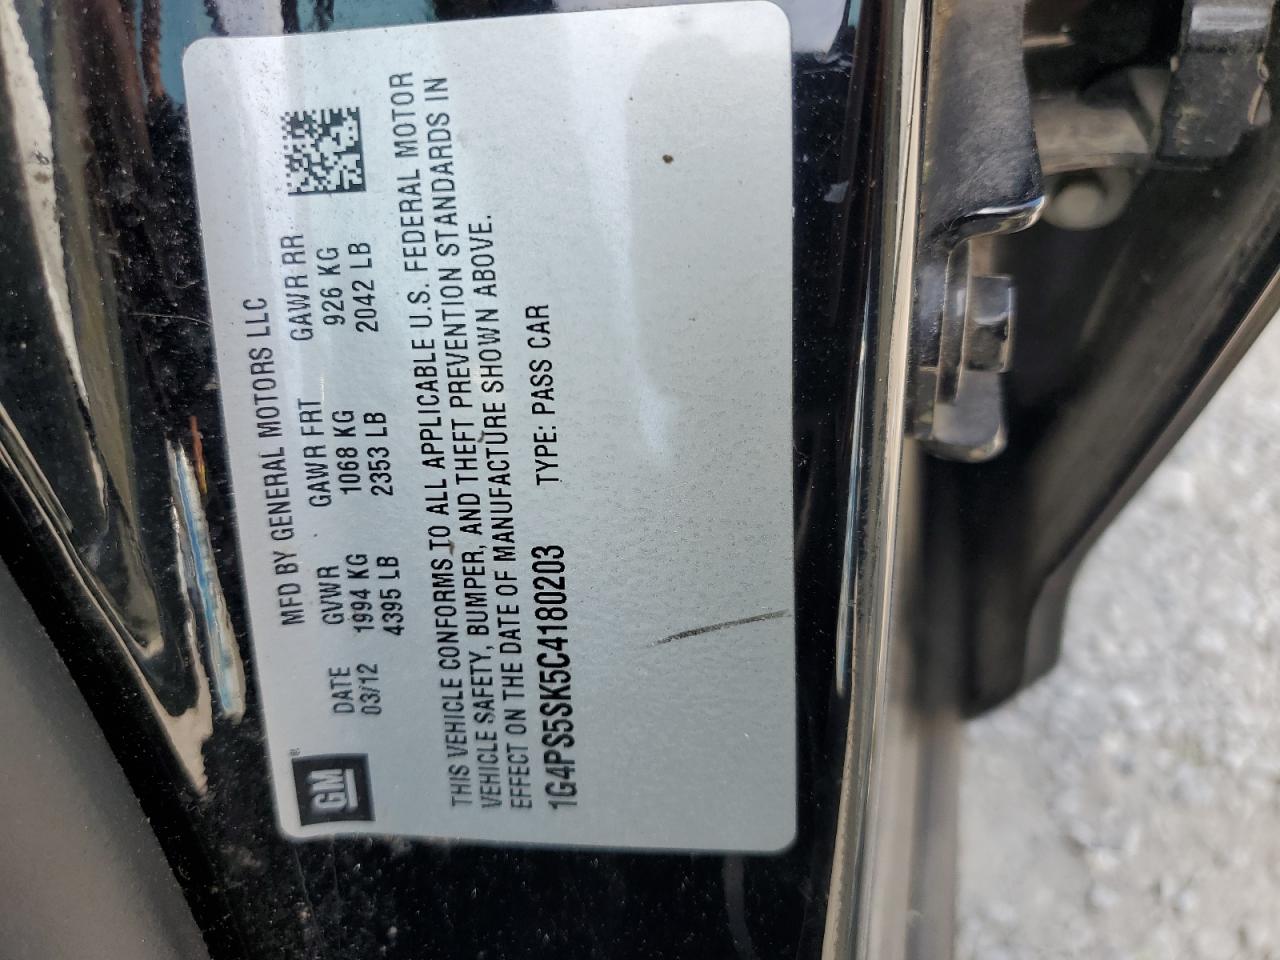 GM ®
MFD BY GENERAL MOTORS LLC
DATE GVWR GAWR FRT GAWR RR
03/12 1994 KG 1068 KG 926 KG
4395 LB 2353 LB 2042 LB
THIS VEHICLE CONFORMS TO ALL APPLICABLE U.S. FEDERAL MOTOR
VEHICLE SAFETY, BUMPER, AND THEFT PREVENTION STANDARDS IN
EFFECT ON THE DATE OF MANUFACTURE SHOWN ABOVE.
1G4PS5SK5C4180203 TYPE: PASS CAR